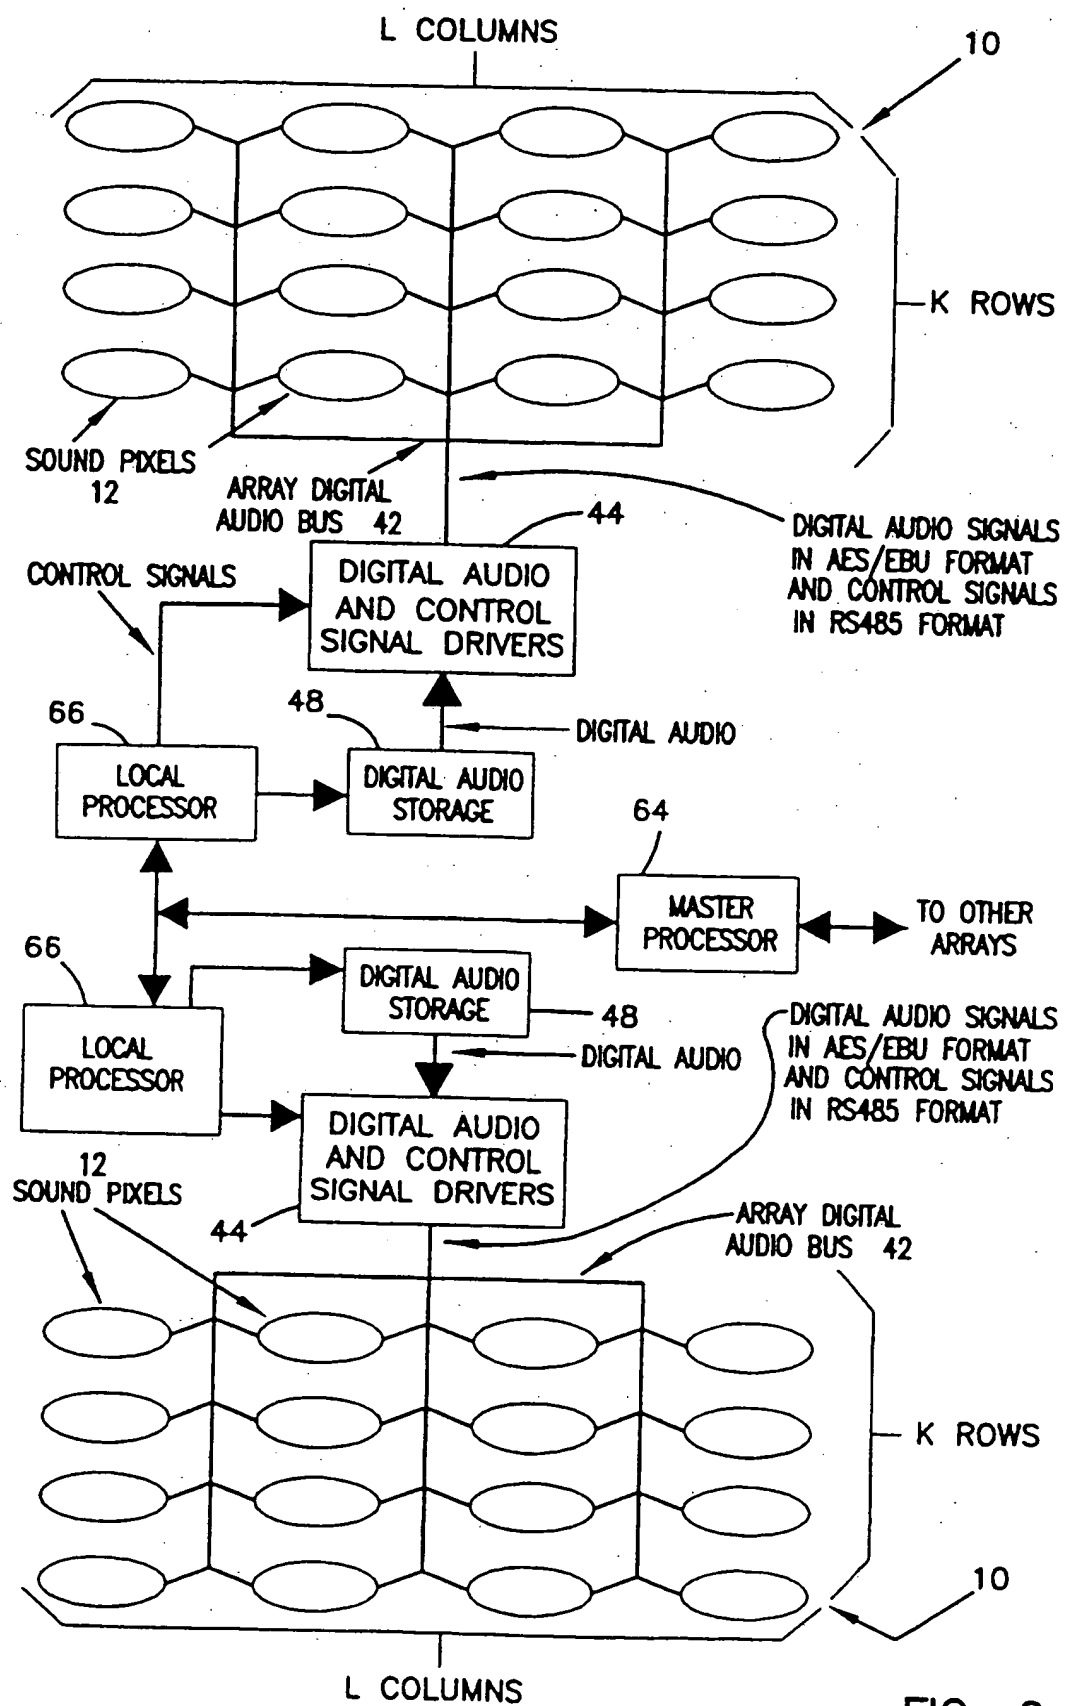 L COLUMNS
10
K ROWS
SOUND PIXELS
12
ARRAY DIGITAL
AUDIO BUS 42
44
DIGITAL AUDIO SIGNALS
IN AES/EBU FORMAT
AND CONTROL SIGNALS
IN RS485 FORMAT
CONTROL SIGNALS
DIGITAL AUDIO
AND CONTROL
SIGNAL DRIVERS
66
48
DIGITAL AUDIO
LOCAL
PROCESSOR
DIGITAL AUDIO
STORAGE
64
MASTER
PROCESSOR
TO OTHER
ARRAYS
66
DIGITAL AUDIO
STORAGE
48
LOCAL
PROCESSOR
DIGITAL AUDIO
DIGITAL AUDIO SIGNALS
IN AES/EBU FORMAT
AND CONTROL SIGNALS
IN RS485 FORMAT
DIGITAL AUDIO
AND CONTROL
SIGNAL DRIVERS
12
SOUND PIXELS
44
ARRAY DIGITAL
AUDIO BUS 42
K ROWS
10
L COLUMNS